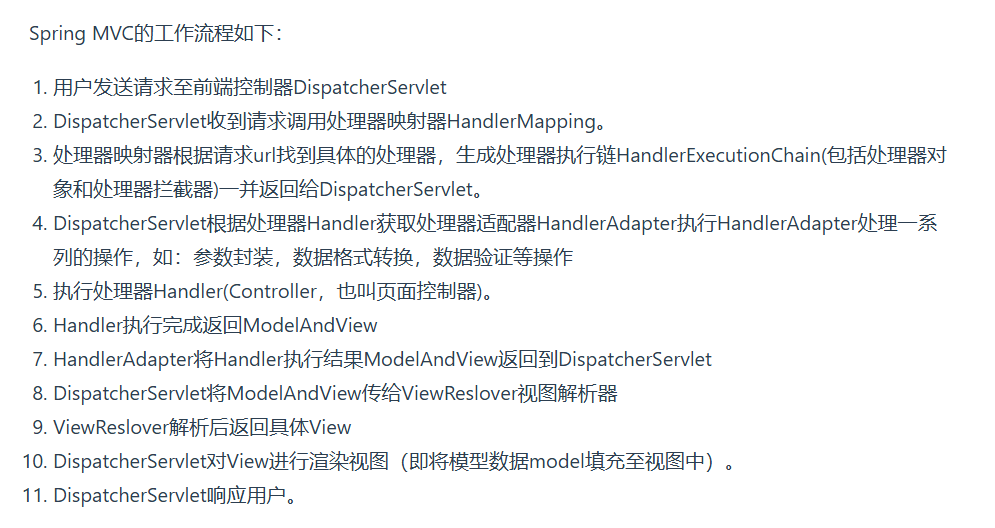 Spring MVC的工作流程如下：
1. 用户发送请求至前端控制器DispatcherServlet
2. DispatcherServlet收到请求调用处理器映射器HandlerMapping。
3. 处理器映射器根据请求url找到具体的处理器，生成处理器执行链HandlerExecutionChain(包括处理器对
象和处理器拦截器)一并返回给DispatcherServlet。
4. DispatcherServlet根据处理器Handler获取处理器适配器HandlerAdapter执行HandlerAdapter处理一系
列的操作，如：参数封装，数据格式转换，数据验证等操作
5. 执行处理器Handler(Controller，也叫页面控制器)。
6. Handler执行完成返回ModelAndView
7. HandlerAdapter将Handler执行结果ModelAndView返回到DispatcherServlet
8. DispatcherServlet将ModelAndView传给ViewReslover视图解析器
9. ViewReslover解析后返回具体View
10. DispatcherServlet对View进行渲染视图（即将模型数据model填充至视图中）。
11. DispatcherServlet响应用户。